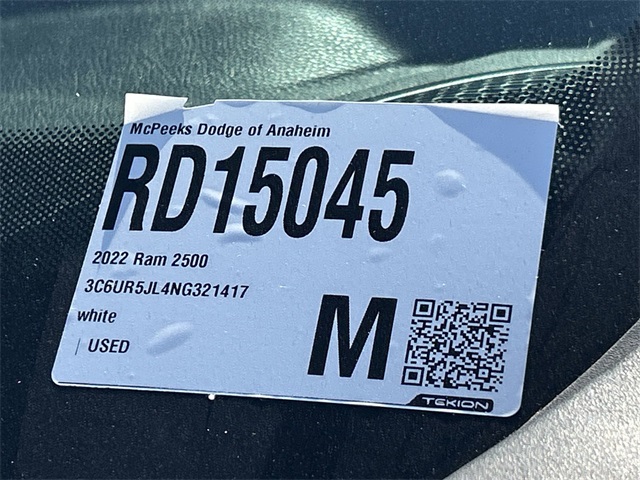 McPeeks Dodge of Anaheim
RD15045
2022 Ram 2500
3C6UR5JL4NG321417
white
| USED
M
TEKION